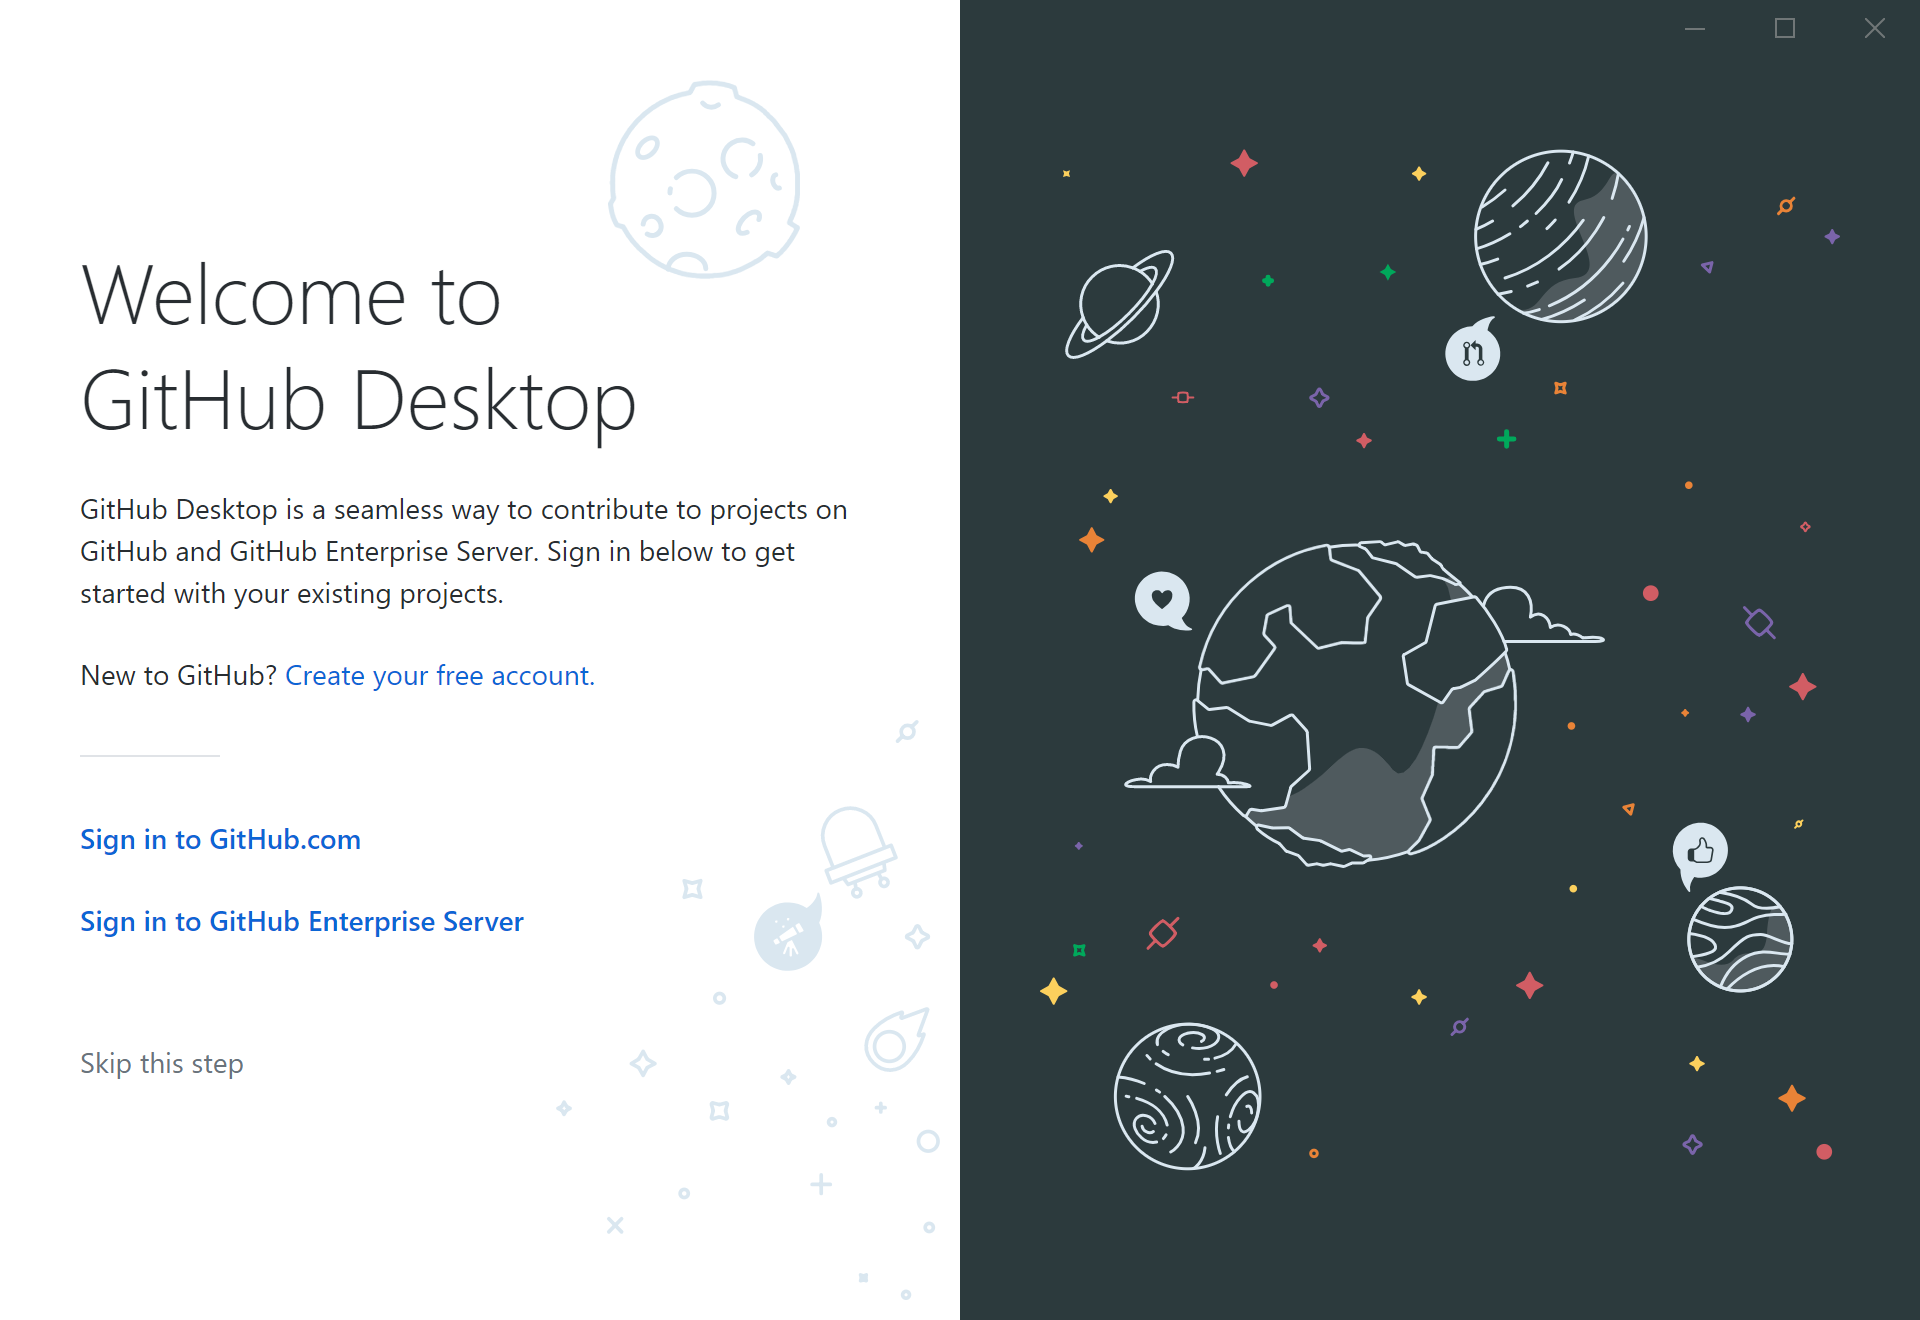 Welcome to
GitHub Desktop
GitHub Desktop is a seamless way to contribute to projects on
GitHub and GitHub Enterprise Server. Sign in below to get
started with your existing projects.
New to GitHub? Create your free account.
Sign in to GitHub.com
Sign in to GitHub Enterprise Server
Skip this step